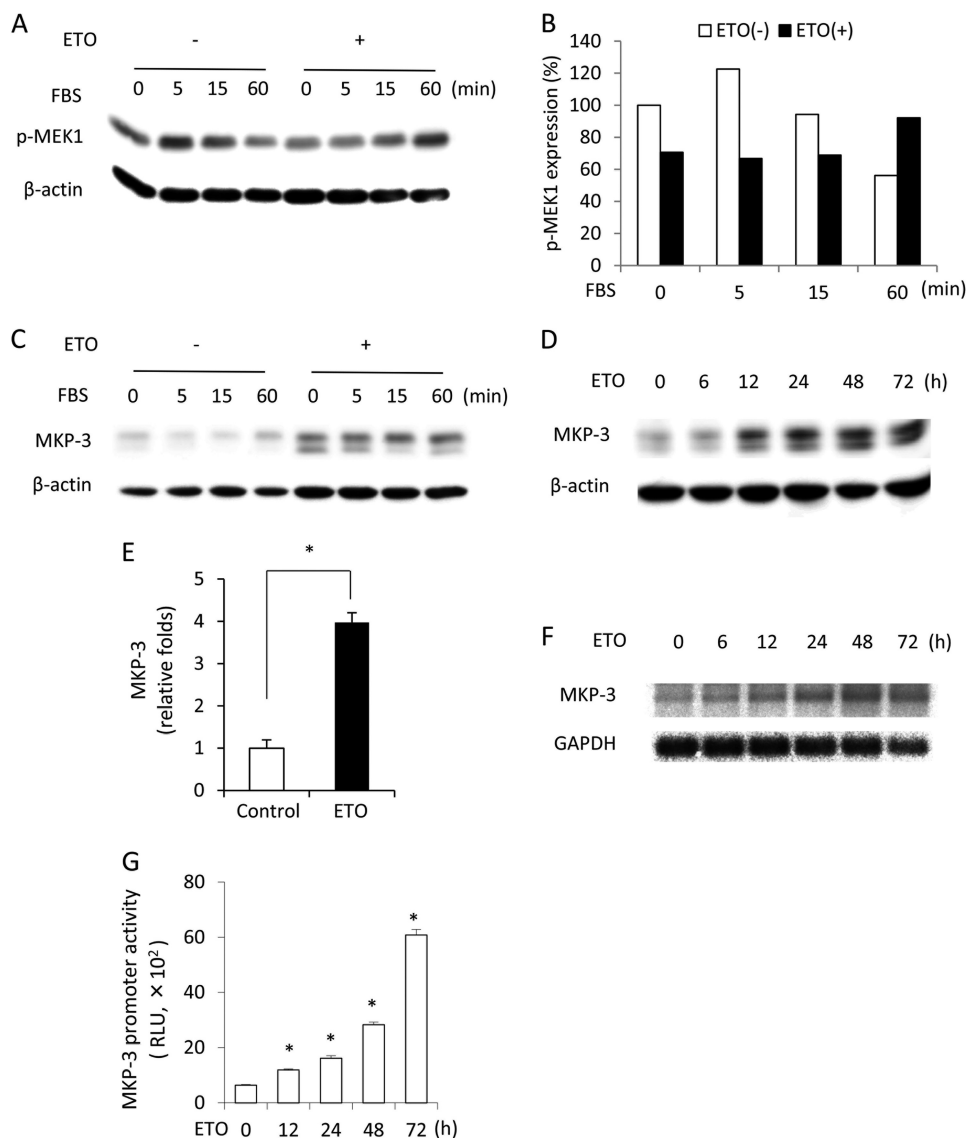 A
ETO - +
FBS 0 5 15 60 0 5 15 60 (min)
p-MEK1
β-actin
B
ETO(-) ETO(+)
p-MEK1 expression (%)
140
120
100
80
60
40
20
0
FBS 0 5 15 60 (min)
C
ETO - +
FBS 0 5 15 60 0 5 15 60 (min)
MKP-3
β-actin
D
ETO 0 6 12 24 48 72 (h)
MKP-3
β-actin
E
*
MKP-3
(relative folds)
5
4
3
2
1
0
Control ETO
F
ETO 0 6 12 24 48 72 (h)
MKP-3
GAPDH
G
MKP-3 promoter activity
( RLU, ×10²)
80
60
40
20
0
* * * *
ETO 0 12 24 48 72 (h)